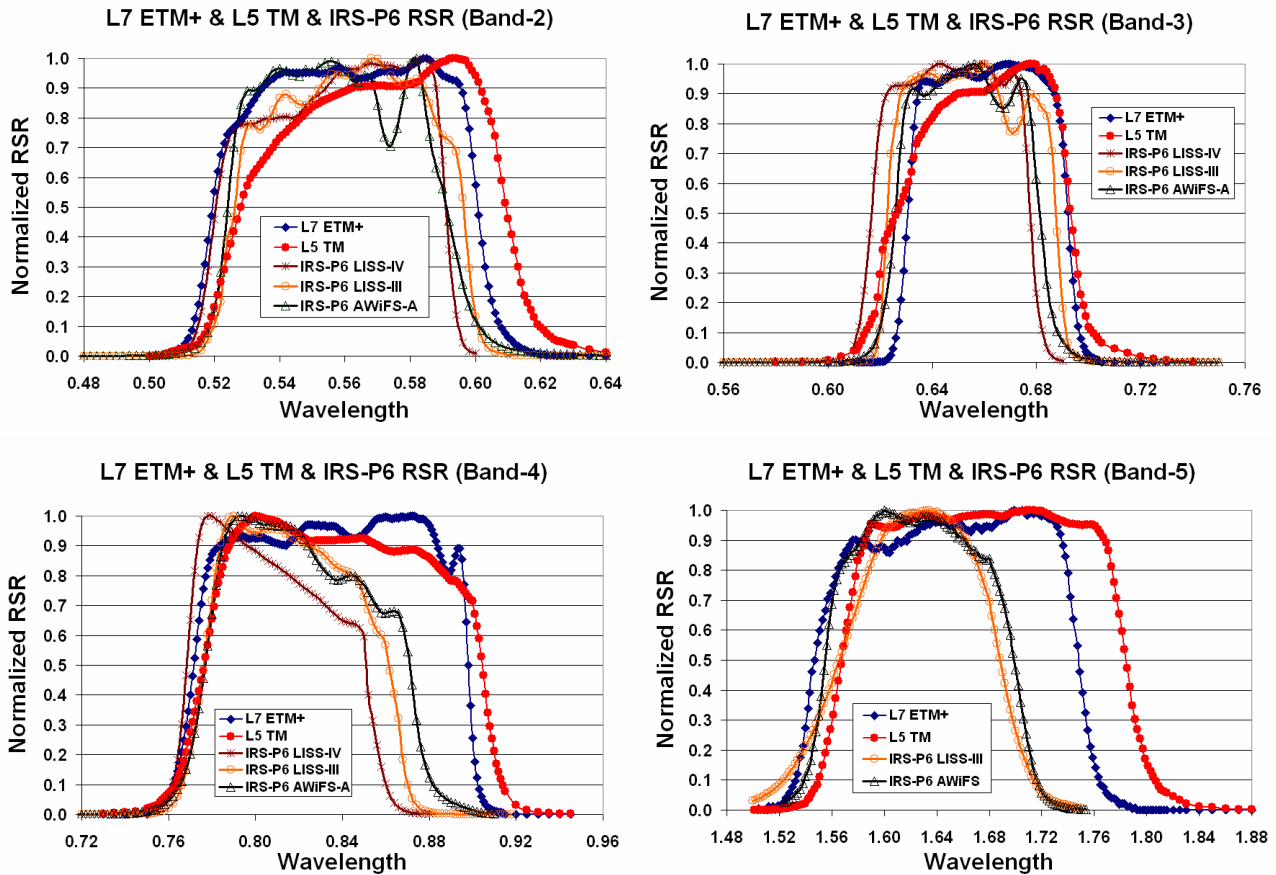 L7 ETM+ & L5 TM & IRS-P6 RSR (Band-2)
Normalized RSR
1.0
0.9
0.8
0.7
0.6
0.5
0.4
0.3
0.2
0.1
0.0
L7 ETM+
L5 TM
IRS-P6 LISS-IV
IRS-P6 LISS-III
IRS-P6 AWiFS-A
0.48 0.50 0.52 0.54 0.56 0.58 0.60 0.62 0.64
Wavelength
L7 ETM+ & L5 TM & IRS-P6 RSR (Band-3)
Normalized RSR
1.0
0.9
0.8
0.7
0.6
0.5
0.4
0.3
0.2
0.1
0.0
L7 ETM+
L5 TM
IRS-P6 LISS-IV
IRS-P6 LISS-III
IRS-P6 AWiFS-A
0.56 0.60 0.64 0.68 0.72 0.76
Wavelength
L7 ETM+ & L5 TM & IRS-P6 RSR (Band-4)
Normalized RSR
1.0
0.9
0.8
0.7
0.6
0.5
0.4
0.3
0.2
0.1
0.0
L7 ETM+
L5 TM
IRS-P6 LISS-IV
IRS-P6 LISS-III
IRS-P6 AWiFS-A
0.72 0.76 0.80 0.84 0.88 0.92 0.96
Wavelength
L7 ETM+ & L5 TM & IRS-P6 RSR (Band-5)
Normalized RSR
1.0
0.9
0.8
0.7
0.6
0.5
0.4
0.3
0.2
0.1
0.0
L7 ETM+
L5 TM
IRS-P6 LISS-III
IRS-P6 AWiFS
1.48 1.52 1.56 1.60 1.64 1.68 1.72 1.76 1.80 1.84 1.88
Wavelength